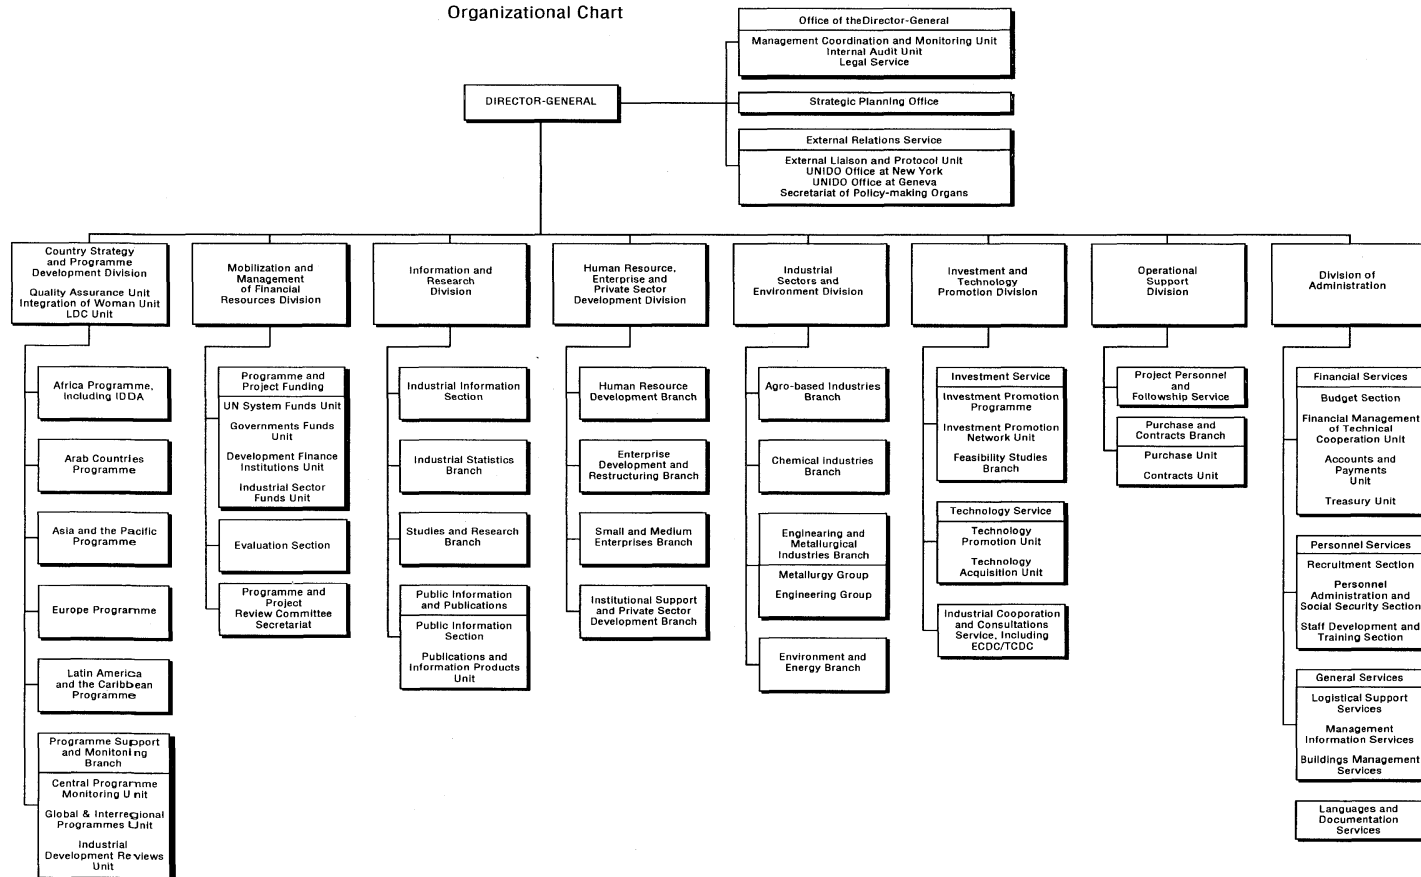 Organizational Chart
Office of theDirector-General
Management Coordination and Monitoring Unit
Internal Audit Unit
Legal Service
DIRECTOR-GENERAL
Strategic Planning Office
External Relations Service
External Liaison and Protocol Unit
UNIDO Office at New York
UNIDO Office at Geneva
Secretariat of Policy-making Organs
Country Strategy
and Programme
Development Division
Quality Assurance Unit
Integration of Woman Unit
LDC Unit
Africa Programme,
Including IDDA
Arab Countries
Programme
Asia and the Pacific
Programme
Europe Programme
Latin America
and the Caribbean
Programme
Programme Support
and Monitoning
Branch
Central Programme
Monitoring Unit
Global & Interregional
Programmes Unit
Industrial
Development Reviews
Unit
Mobilization and
Management
of Financial
Resources Division
Programme and
Project Funding
UN System Funds Unit
Governments Funds
Unit
Development Finance
Institutions Unit
Industrial Sector
Funds Unit
Evaluation Section
Programme and
Project
Review Committee
Secretariat
Information and
Research
Division
Industrial Information
Section
Industrial Statistics
Branch
Studies and Research
Branch
Public Information
and Publications
Public Information
Section
Publications and
Information Products
Unit
Human Resource,
Enterprise and
Private Sector
Development Division
Human Resource
Development Branch
Enterprise
Development and
Restructuring Branch
Small and Medium
Enterprises Branch
Institutional Support
and Private Sector
Development Branch
Industrial
Sectors and
Environment Division
Agro-based Industries
Branch
Chemical Industries
Branch
Engineering and
Metallurgical
Industries Branch
Metallurgy Group
Engineering Group
Environment and
Energy Branch
Investment and
Technology
Promotion Division
Investment Service
Investment Promotion
Programme
Investment Promotion
Network Unit
Feasibility Studies
Branch
Technology Service
Technology
Promotion Unit
Technology
Acquisition Unit
Industrial Cooporation
and Consultations
Service, Including
ECDC/TCDC
Operational
Support
Division
Project Personnel
and
Followship Service
Purchase and
Contracts Branch
Purchase Unit
Contracts Unit
Division of
Administration
Financial Services
Budget Section
Financial Management
of Technical
Cooperation Unit
Accounts and
Payments
Unit
Treasury Unit
Personnel Services
Recruitment Section
Personnel
Administration and
Social Security Section
Staff Development and
Training Section
General Services
Logistical Support
Services
Management
Information Services
Buildings Management
Services
Languages and
Documentation
Services